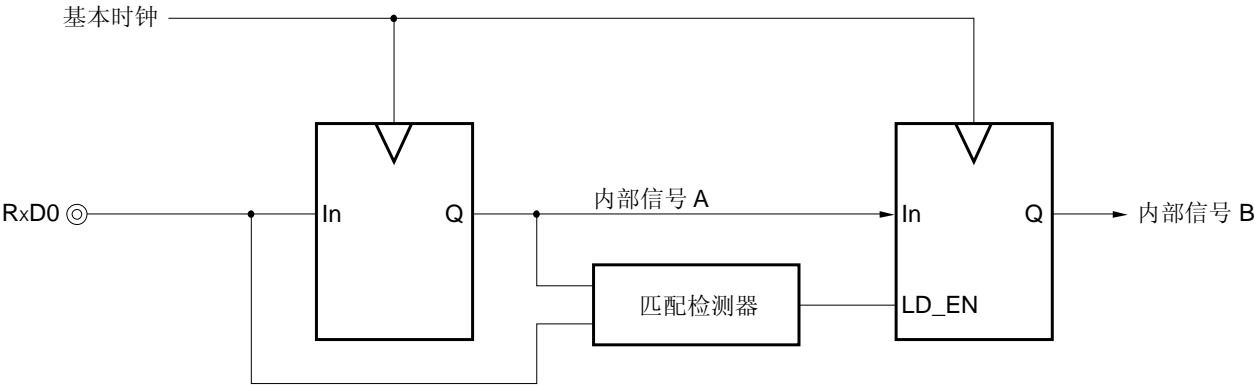 基本时钟
RxD0
In
Q
内部信号 A
In
Q
内部信号 B
匹配检测器
LD_EN